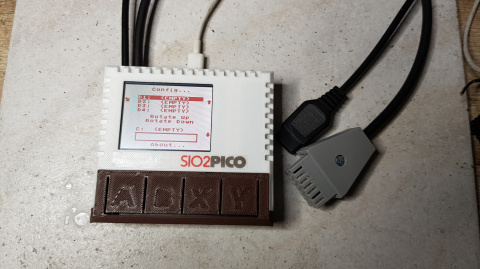 Config...
D1: <EMPTY>
D2: <EMPTY>
D3: <EMPTY>
D4: <EMPTY>
Rotate Up
Rotate Down
C: <EMPTY>
About...
SIO2PICO
A B X Y